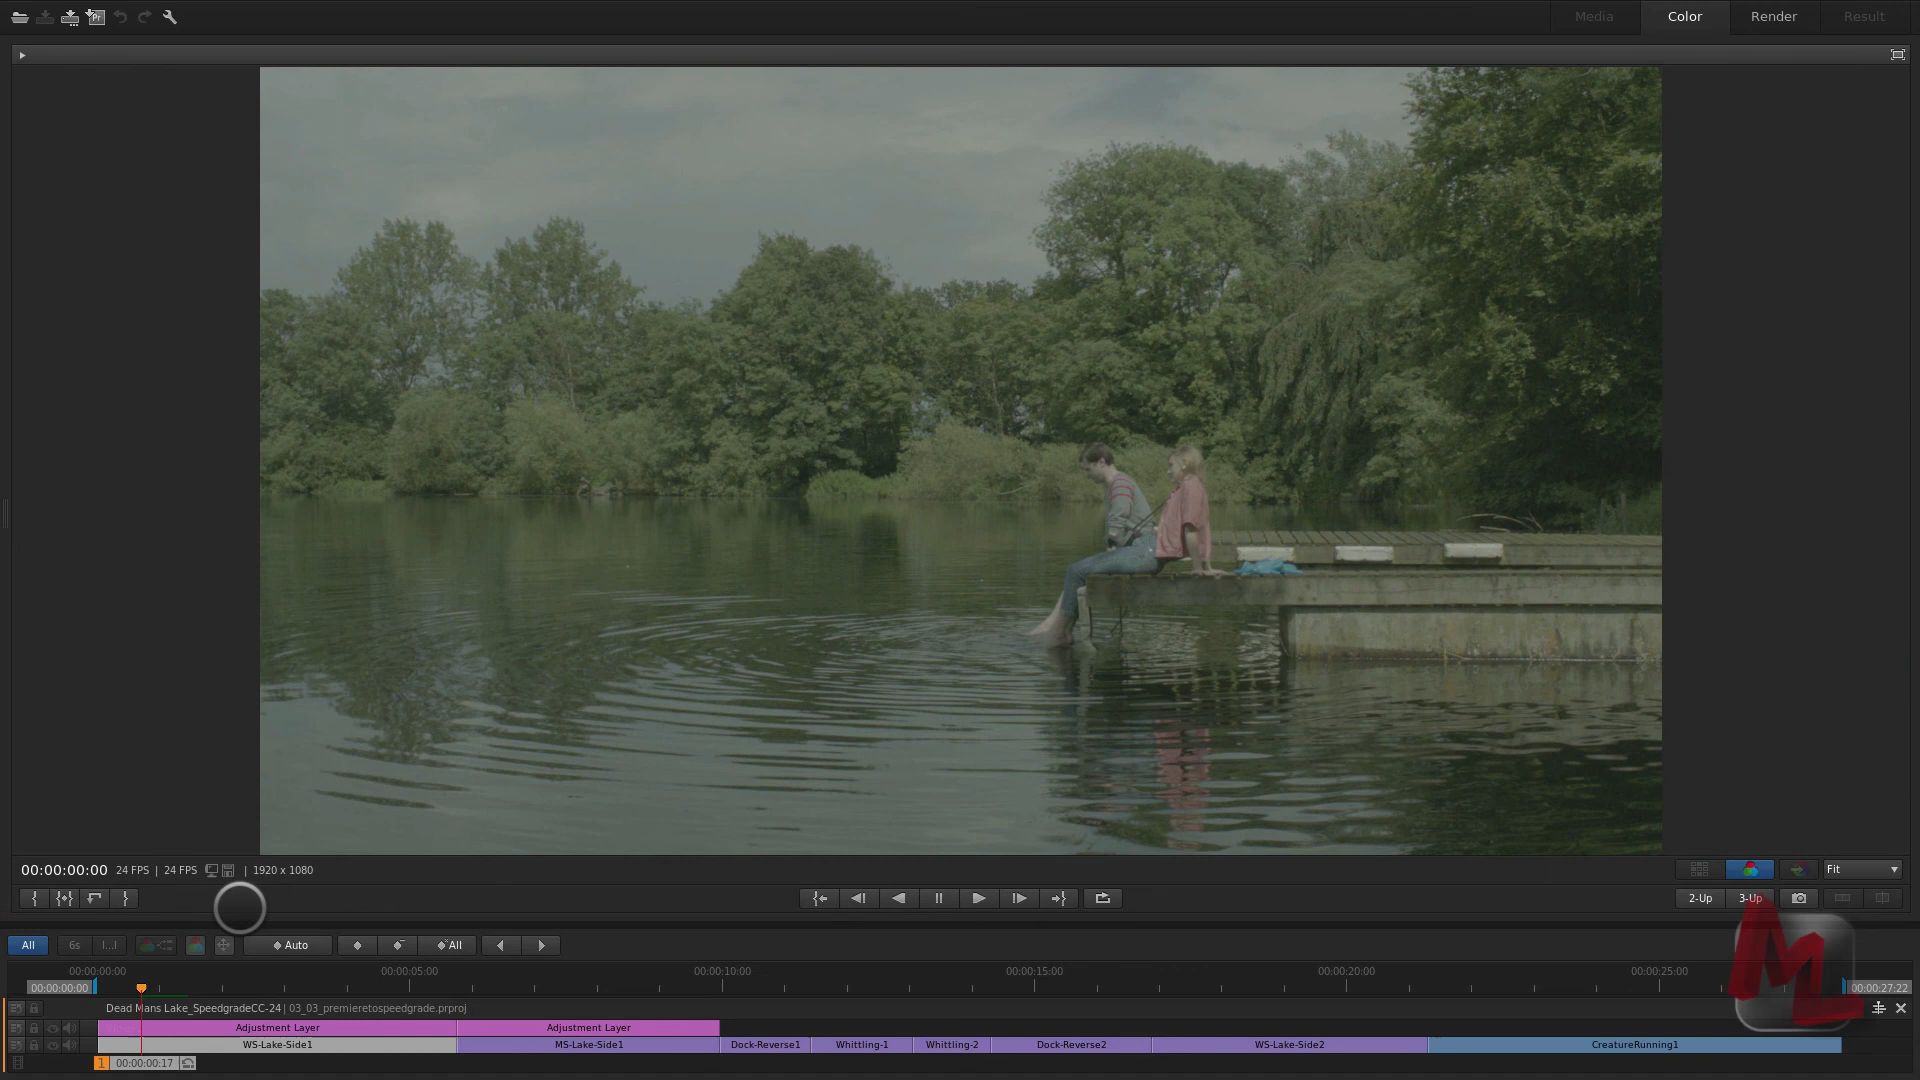 Pr
Media
Color
Render
Result
00:00:00:00 24 FPS | 24 FPS | 1920 x 1080
Fit
2-Up
3-Up
All
6s
I...I
Auto
All
00:00:00:00
00:00:05:00
00:00:10:00
00:00:15:00
00:00:20:00
00:00:25:00
00:00:00:00
00:00:27:22
Dead Mans Lake_SpeedgradeCC-24 | 03_03_premieretospeedgrade.prproj
Adjustment Layer
Adjustment Layer
WS-Lake-Side1
MS-Lake-Side1
Dock-Reverse1
Whittling-1
Whittling-2
Dock-Reverse2
WS-Lake-Side2
CreatureRunning1
1 00:00:00:17
ML